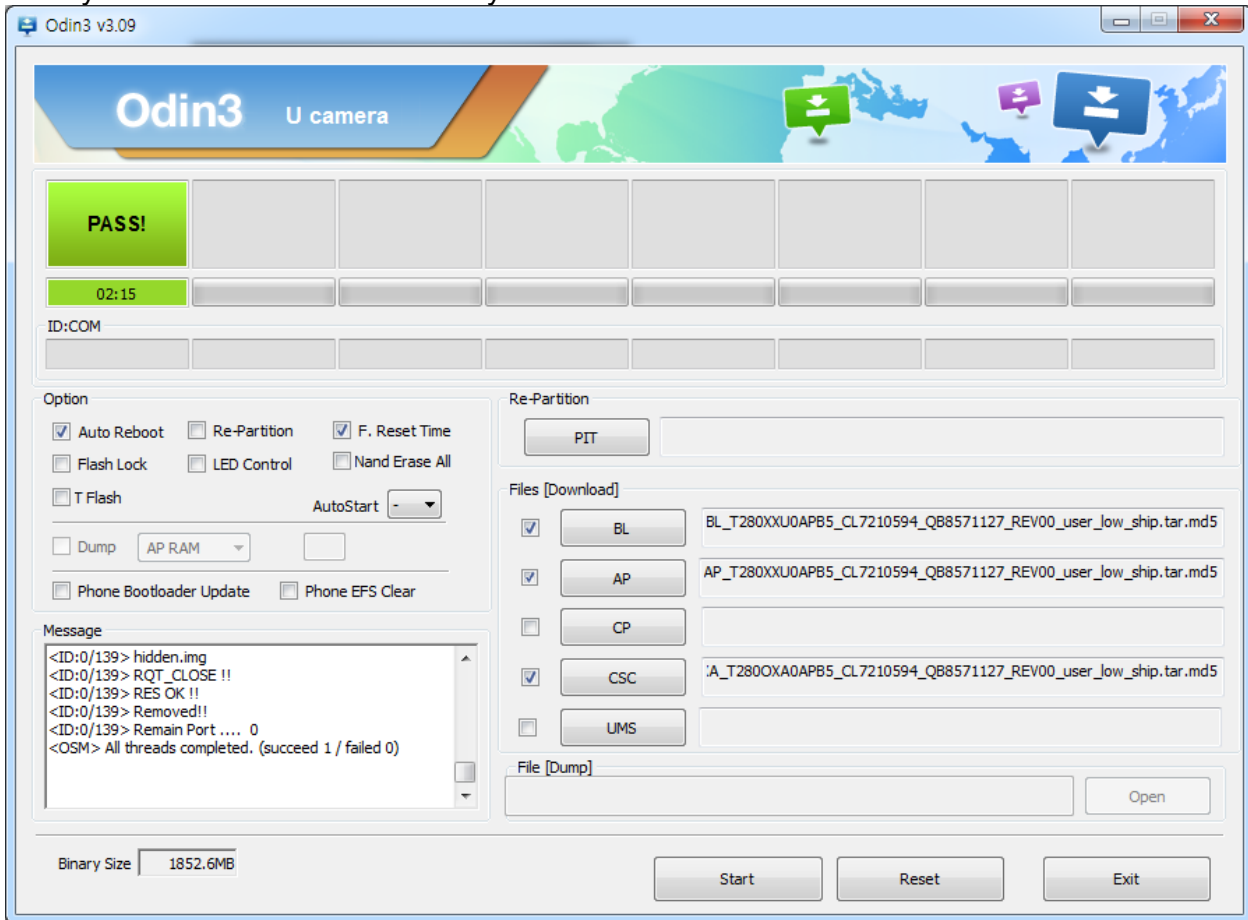 Odin3 v3.09
Odin3 U camera
PASS!
02:15
ID:COM
Option
Auto Reboot Re-Partition F. Reset Time
Flash Lock LED Control Nand Erase All
T Flash AutoStart -
Dump AP RAM
Phone Bootloader Update Phone EFS Clear
Message
<ID:0/139> hidden.img
<ID:0/139> RQT_CLOSE !!
<ID:0/139> RES OK !!
<ID:0/139> Removed!!
<ID:0/139> Remain Port .... 0
<OSM> All threads completed. (succeed 1 / failed 0)
Re-Partition
PIT
Files [Download]
BL BL_T280XXU0APB5_CL7210594_QB8571127_REV00_user_low_ship.tar.md5
AP AP_T280XXU0APB5_CL7210594_QB8571127_REV00_user_low_ship.tar.md5
CP
CSC A_T280OXA0APB5_CL7210594_QB8571127_REV00_user_low_ship.tar.md5
UMS
File [Dump]
Open
Binary Size 1852.6MB
Start Reset Exit